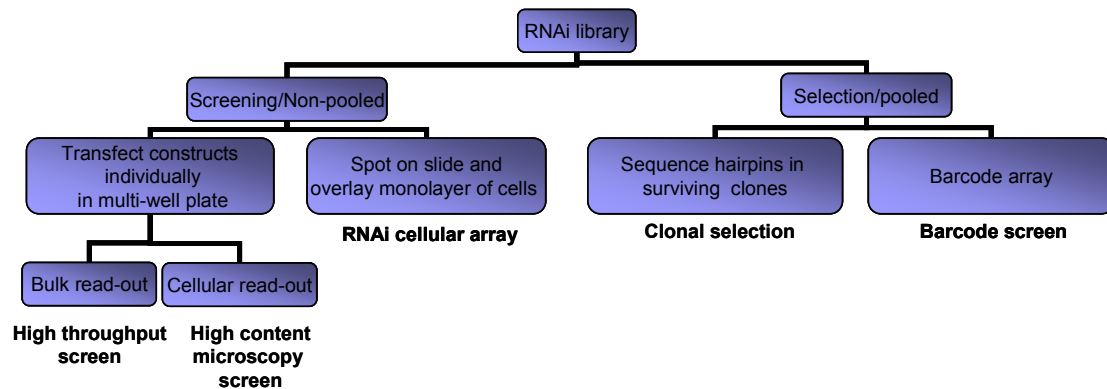 RNAi library
Screening/Non-pooled
Selection/pooled
Transfect constructs
individually
in multi-well plate
Spot on slide and
overlay monolayer of cells
Sequence hairpins in
surviving clones
Barcode array
RNAi cellular array
Clonal selection
Barcode screen
Bulk read-out
Cellular read-out
High throughput
screen
High content
microscopy
screen